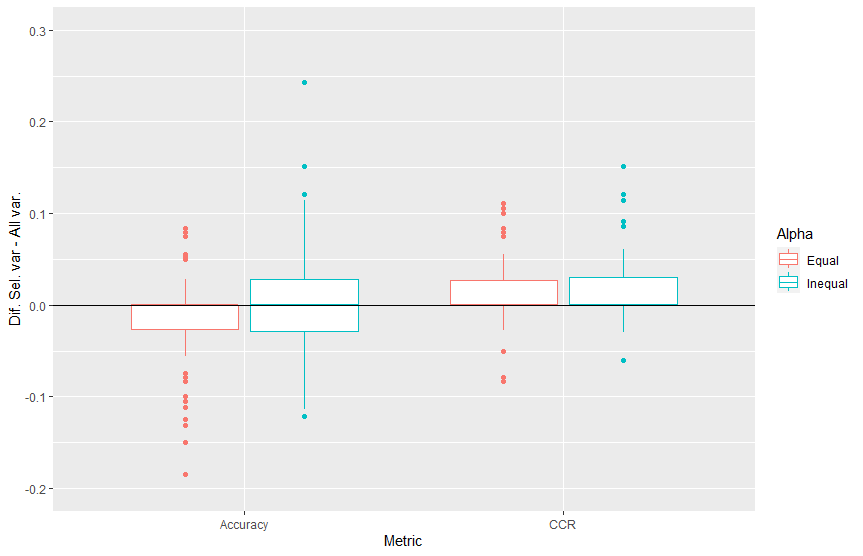 0.3
0.2
0.1
0.0
-0.1
-0.2
Dif. Sel. var - All var.
Accuracy
CCR
Metric
Alpha
Equal
Inequal